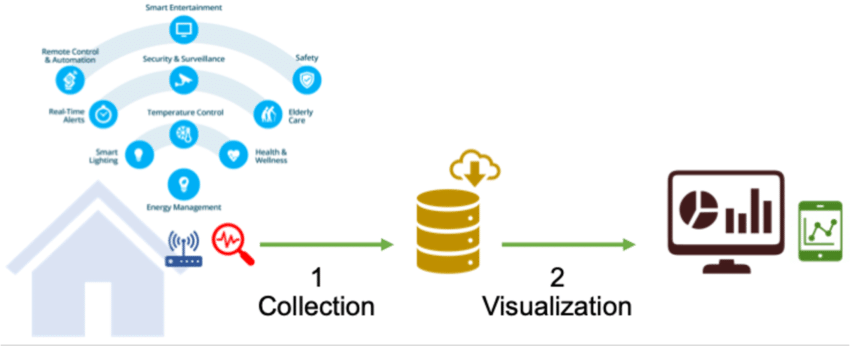 Smart Entertainment
Remote Control
& Automation
Security & Surveillance
Safety
Real-Time
Alerts
Temperature Control
Elderly
Care
Smart
Lighting
Health &
Wellness
Energy Management
1
Collection
2
Visualization